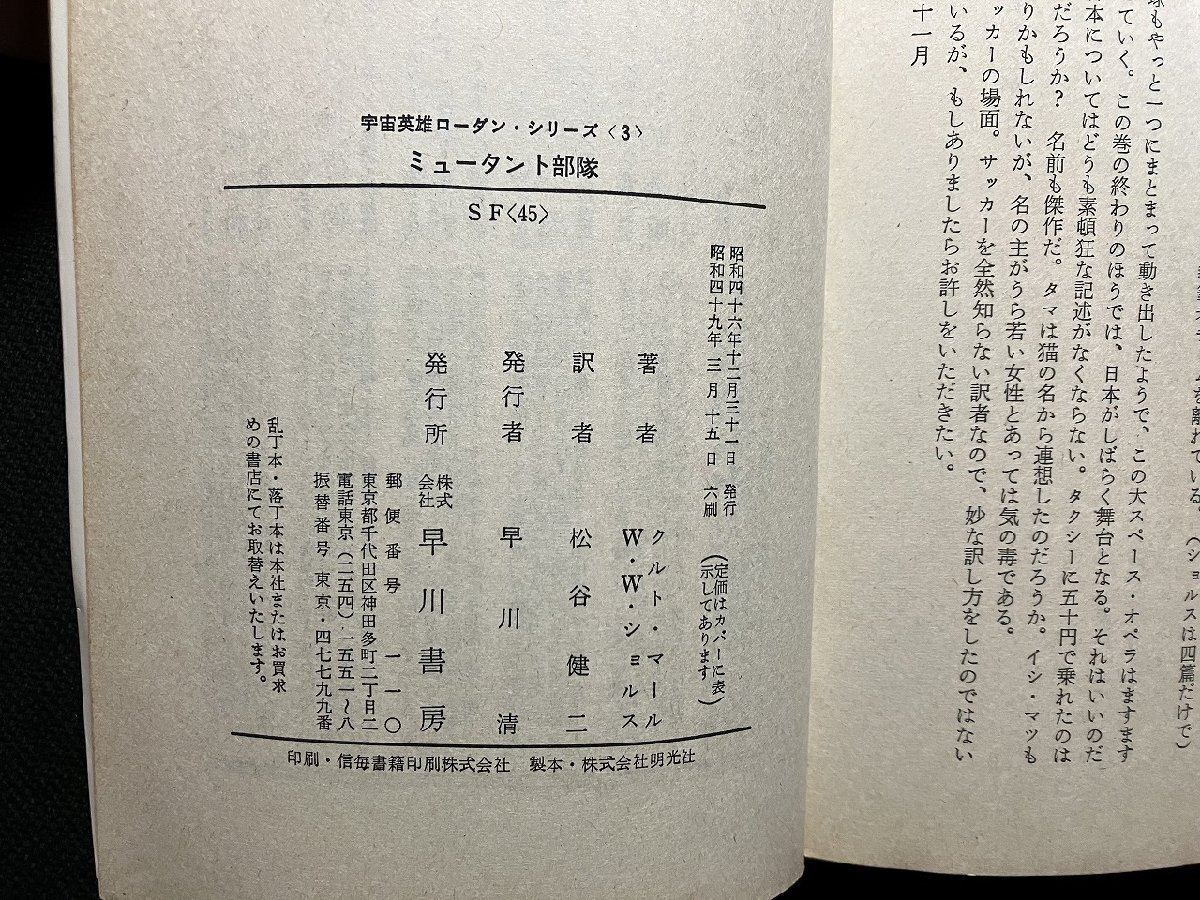 もやっと一つにまとまって動き出したようで、この大スペース・オペラはますます
ていく。この巻の終わりのほうでは、日本がしばらく舞台となる。それはいいのだ
本についてはどうも素頓狂な記述がなくならない。タクシーに五十円で乗れたのは
だろうか？　名前も傑作だ。タマは猫の名から連想したのだろうか。イシ・マツも
りかもしれないが、名の主がうら若い女性とあっては気の毒である。
ッカーの場面。サッカーを全然知らない訳者なので、妙な訳し方をしたのではない
いるが、もしありましたらお許しをいただきたい。
十一月
宇宙英雄ローダン・シリーズ〈3〉
ミュータント部隊
ＳＦ〈45〉
昭和四十六年十二月三十一日　発行
昭和四十九年三月十五日　六刷
（定価はカバーに表
示してあります）
著者　クルト・マール
W・W・ショルス
訳者　松谷健二
発行者　早川清
発行所　株式会社　早川書房
郵便番号　一一〇
東京都千代田区神田多町二丁目二
電話東京（二五四）一五五一～八
振替番号　東京・四七七九九番
乱丁本・落丁本は本社またはお買求
めの書店にてお取替えいたします。
印刷・信毎書籍印刷株式会社　製本・株式会社明光社